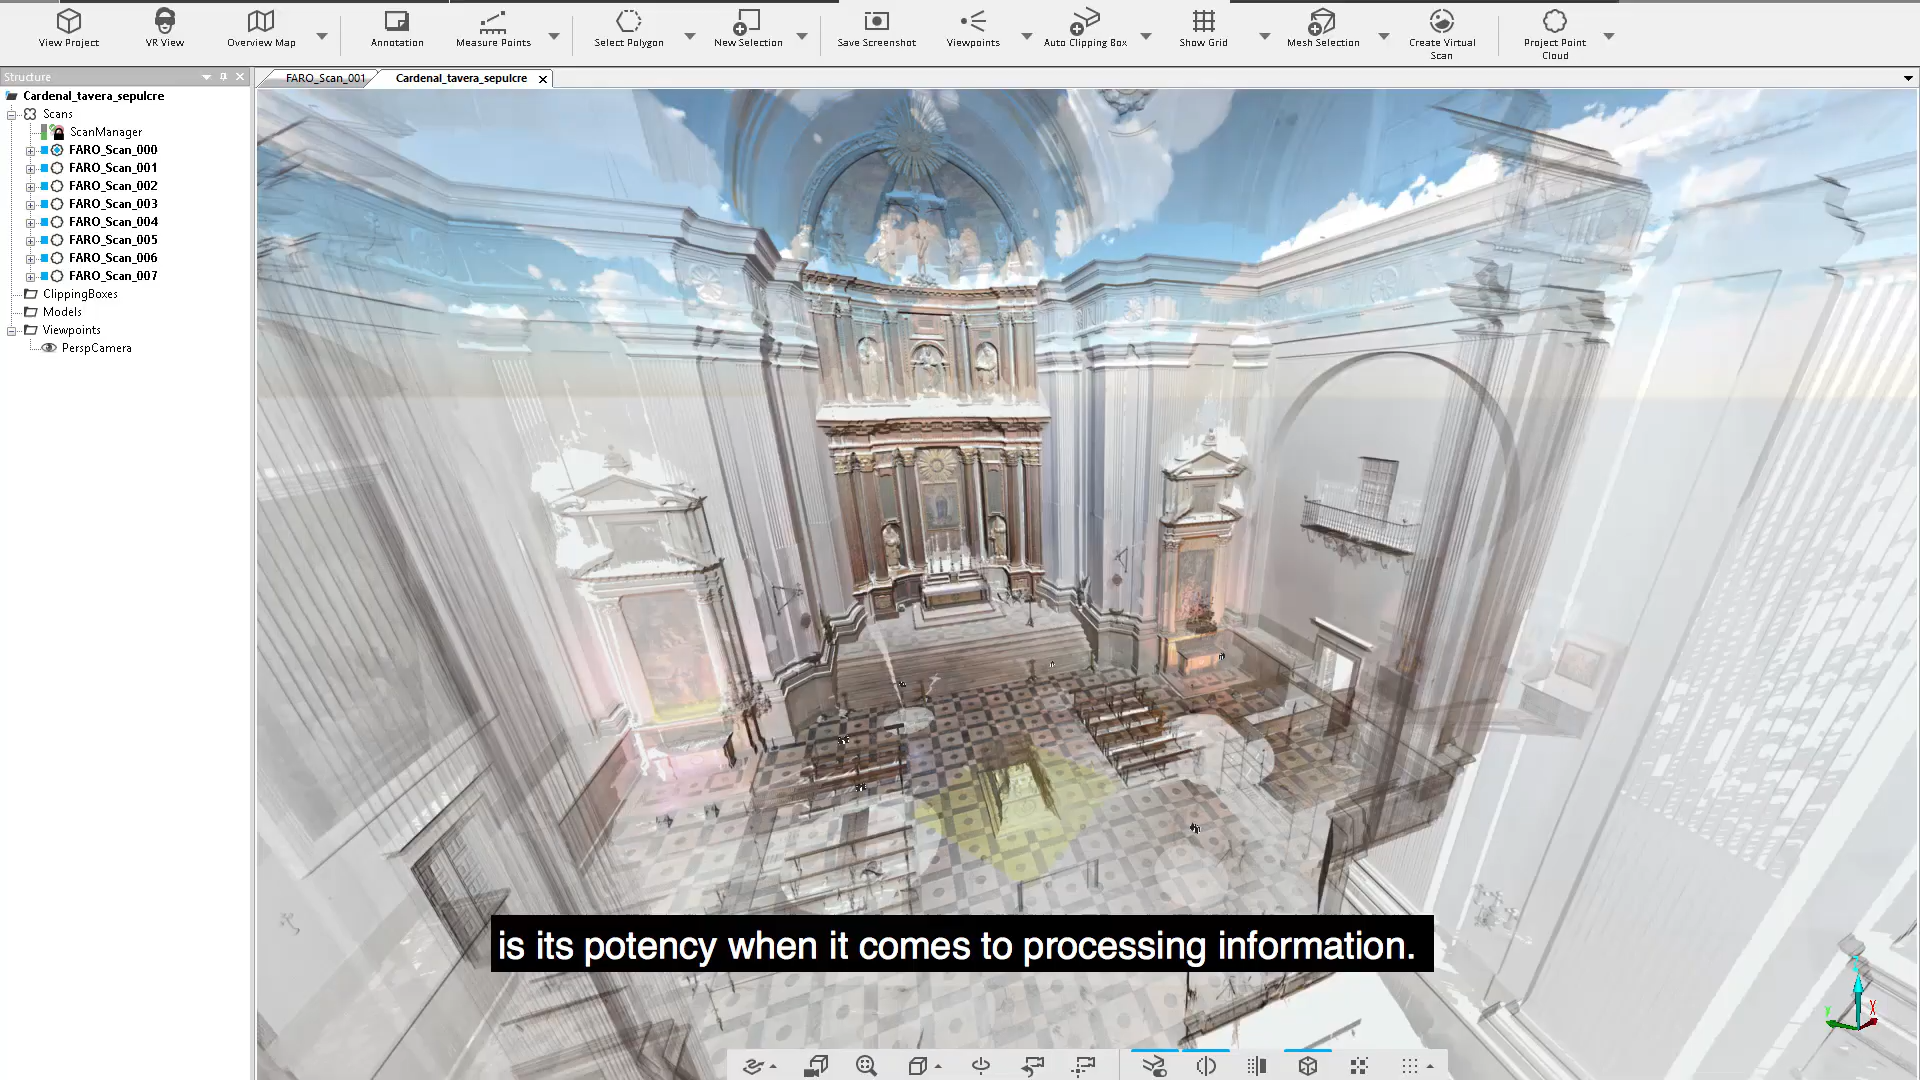 View Project
VR View
Overview Map
Annotation
Measure Points
Select Polygon
New Selection
Save Screenshot
Viewpoints
Auto Clipping Box
Show Grid
Mesh Selection
Create Virtual
Scan
Project Point
Cloud
Structure
FARO_Scan_001
Cardenal_tavera_sepulcre
Cardenal_tavera_sepulcre
Scans
ScanManager
FARO_Scan_000
FARO_Scan_001
FARO_Scan_002
FARO_Scan_003
FARO_Scan_004
FARO_Scan_005
FARO_Scan_006
FARO_Scan_007
ClippingBoxes
Models
Viewpoints
PerspCamera
is its potency when it comes to processing information.
Z
Y
X